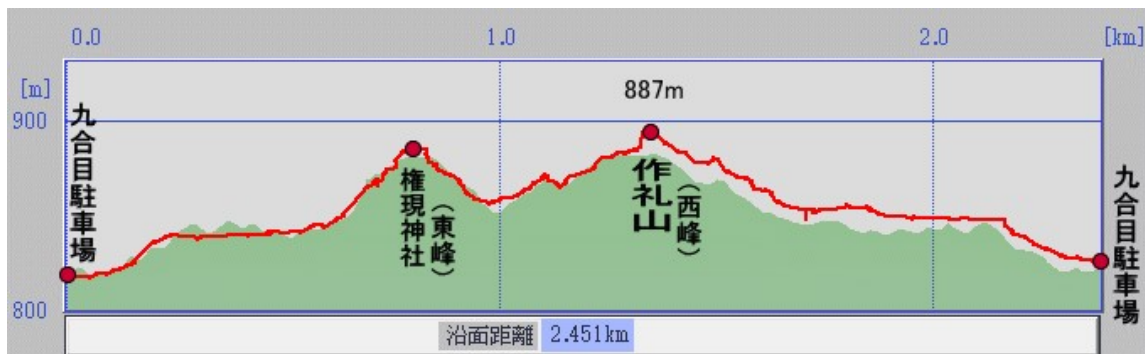 0.0
1.0
2.0
[km]
[m]
900
800
887m
九合目駐車場
権現神社
（東峰）
作礼山
（西峰）
九合目駐車場
沿面距離 2.451km